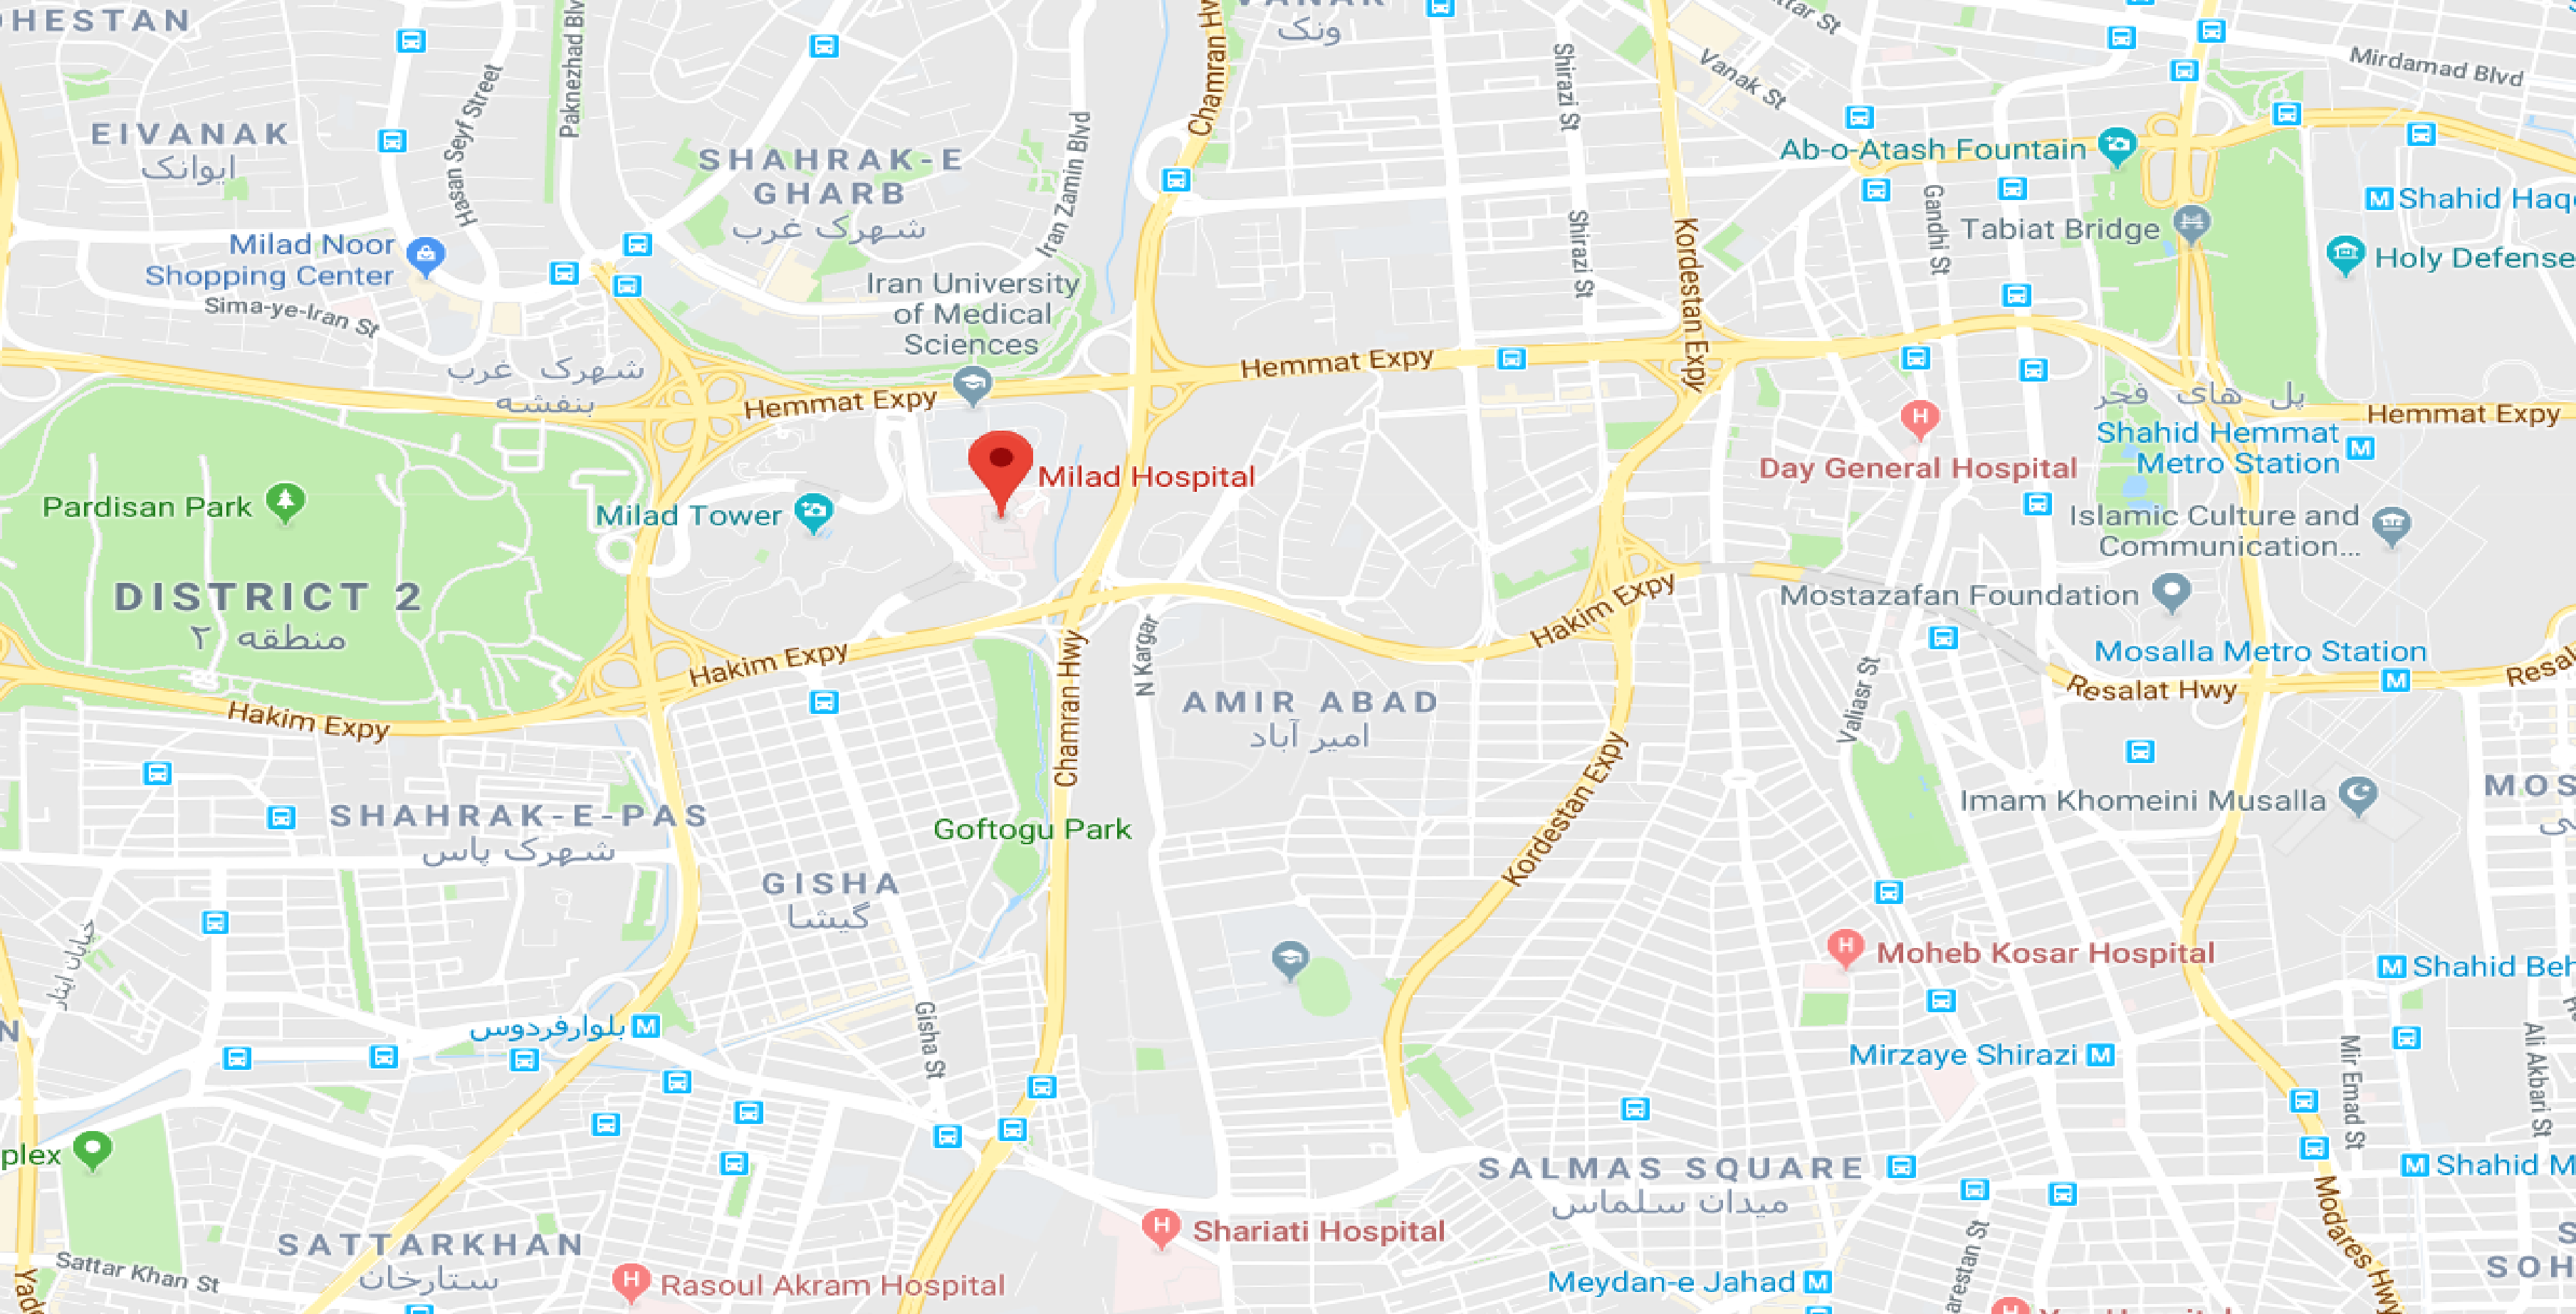 HESTAN
EIVANAK
ایوانک
Hasan Seyf Street
Paknezhad Blv
SHAHRAK-E
GHARB
شهرک غرب
Iran Zamin Blvd
Chamran Hw
VANAK
ونک
Shirazi St
Shirazi St
Vanak St
Mirdamad Blvd
Ab-o-Atash Fountain
Gandhi St
Tabiat Bridge
Shahid Haq
Holy Defense
Milad Noor
Shopping Center
Sima-ye-Iran St
Iran University
of Medical
Sciences
Kordestan Expy
شهرک غرب
بنفشه
Hemmat Expy
Hemmat Expy
Hemmat Expy
پل های فجر
Shahid Hemmat
Metro Station
Day General Hospital
Milad Hospital
Milad Tower
Pardisan Park
Islamic Culture and
Communication...
DISTRICT 2
منطقه ۲
Mostazafan Foundation
Hakim Expy
Hakim Expy
Hakim Expy
Chamran Hwy
N Kargar
AMIR ABAD
امیر آباد
Valiasr St
Mosalla Metro Station
Resalat Hwy
Resal
Kordestan Expy
SHAHRAK-E-PAS
شهرک پاس
Goftogu Park
Imam Khomeini Musalla
MOS
GISHA
گیشا
خیابان ایثار
Moheb Kosar Hospital
Shahid Beh
بلوارفردوس
Gisha St
Mirzaye Shirazi
Mir Emad St
Ali Akbari St
plex
SALMAS SQUARE
میدان سلماس
Shahid M
Modares Hwy
Shariati Hospital
SATTARKHAN
ستارخان
Sattar Khan St
Rasoul Akram Hospital
Meydan-e Jahad
arestan St
SOH
Yado